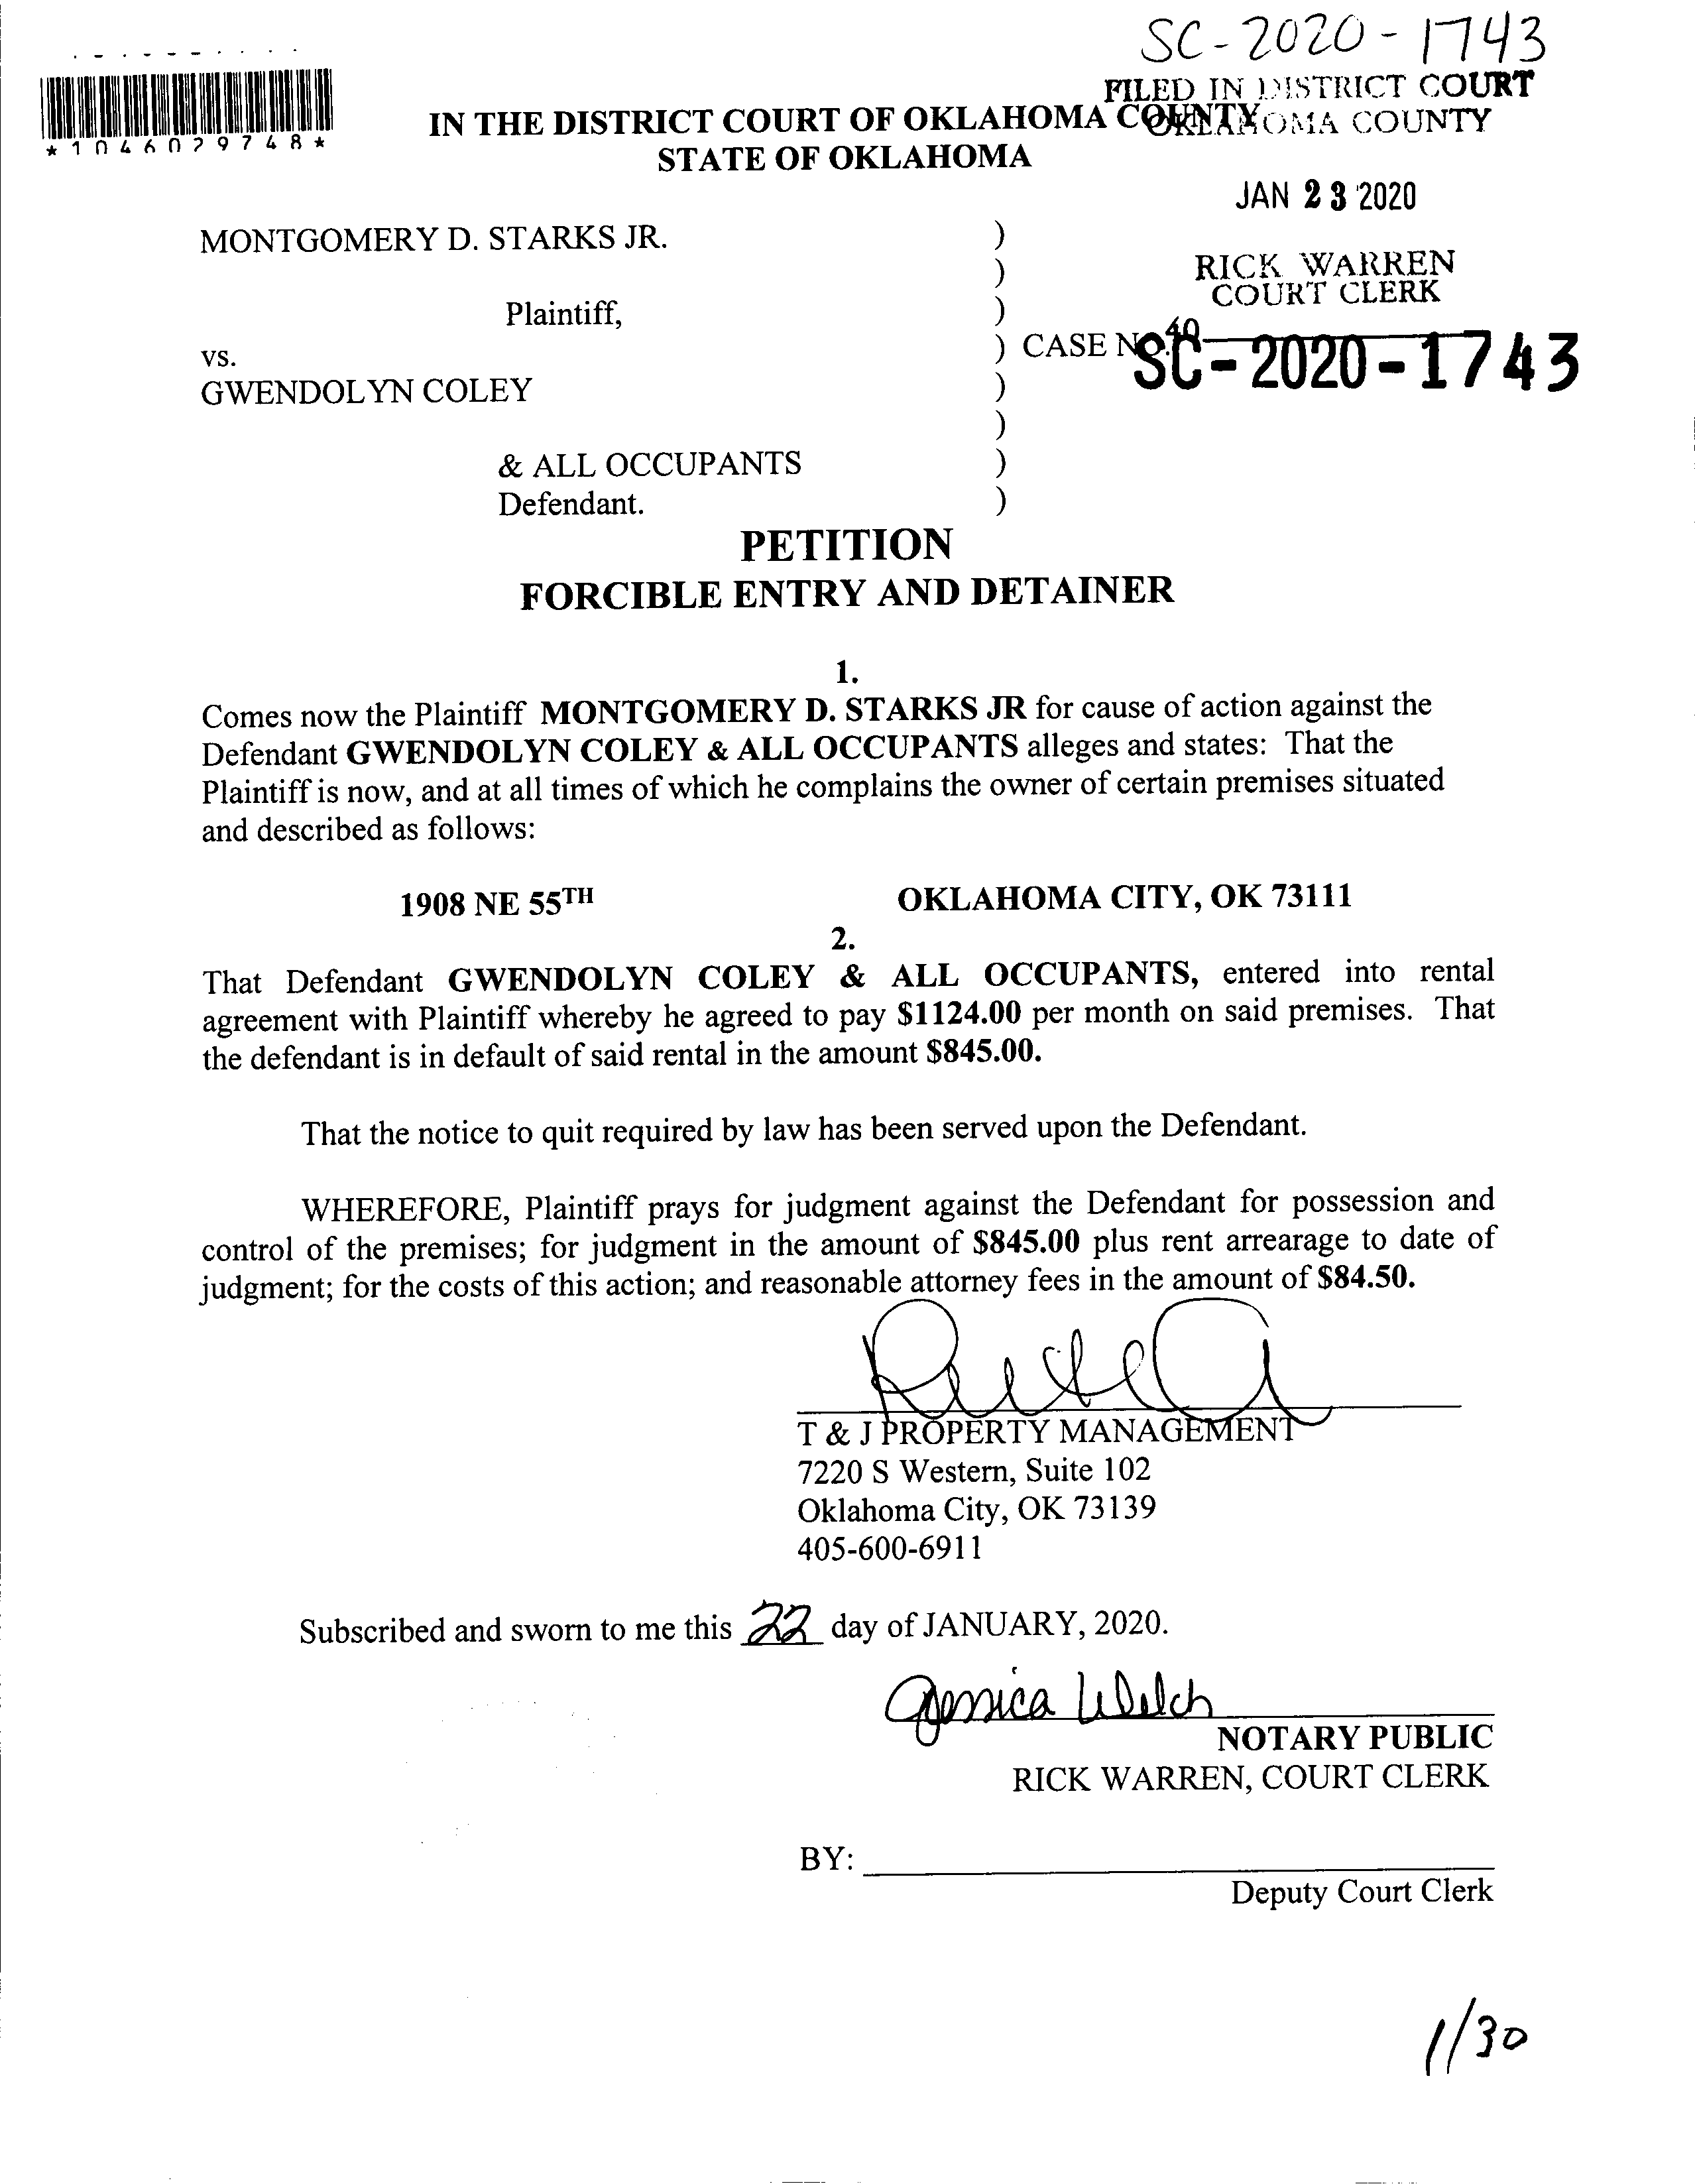 SC-2020-1743
FILED IN DISTRICT COURT
OKLAHOMA COUNTY
*1046029748*
IN THE DISTRICT COURT OF OKLAHOMA COUNTY
STATE OF OKLAHOMA
JAN 23 2020
MONTGOMERY D. STARKS JR. )
)
RICK WARREN
COURT CLERK
Plaintiff, )
vs. ) CASE NO. SC-2020-1743
GWENDOLYN COLEY )
)
& ALL OCCUPANTS )
Defendant. )
PETITION
FORCIBLE ENTRY AND DETAINER
1.
Comes now the Plaintiff MONTGOMERY D. STARKS JR for cause of action against the
Defendant GWENDOLYN COLEY & ALL OCCUPANTS alleges and states: That the
Plaintiff is now, and at all times of which he complains the owner of certain premises situated
and described as follows:
1908 NE 55TH OKLAHOMA CITY, OK 73111
2.
That Defendant GWENDOLYN COLEY & ALL OCCUPANTS, entered into rental
agreement with Plaintiff whereby he agreed to pay $1124.00 per month on said premises. That
the defendant is in default of said rental in the amount $845.00.
That the notice to quit required by law has been served upon the Defendant.
WHEREFORE, Plaintiff prays for judgment against the Defendant for possession and
control of the premises; for judgment in the amount of $845.00 plus rent arrearage to date of
judgment; for the costs of this action; and reasonable attorney fees in the amount of $84.50.
T & J PROPERTY MANAGEMENT
7220 S Western, Suite 102
Oklahoma City, OK 73139
405-600-6911
Subscribed and sworn to me this 22 day of JANUARY, 2020.
Jessica Welch
NOTARY PUBLIC
RICK WARREN, COURT CLERK
BY:
Deputy Court Clerk
1/30